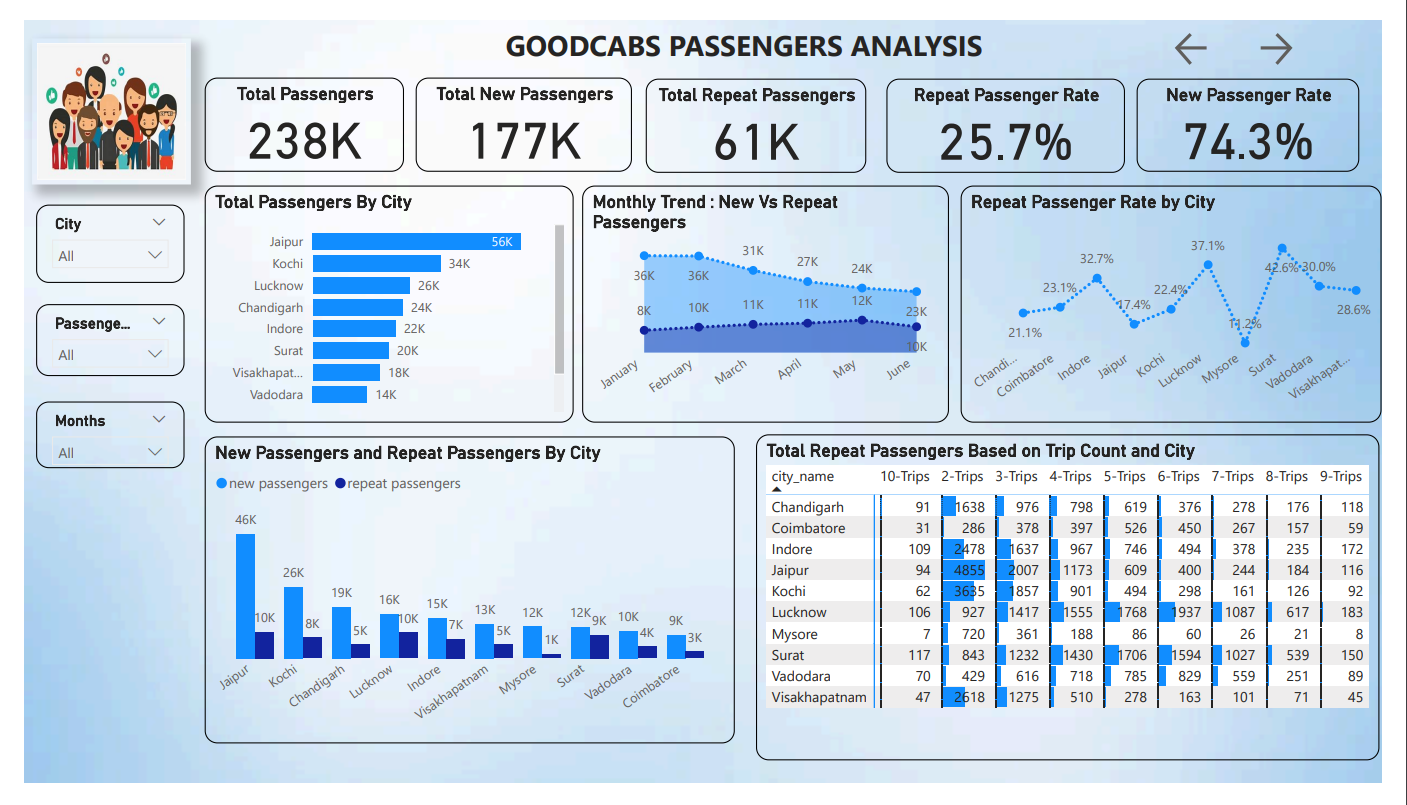 GOODCABS PASSENGERS ANALYSIS
Total Passengers
238K
Total New Passengers
177K
Total Repeat Passengers
61K
Repeat Passenger Rate
25.7%
New Passenger Rate
74.3%
City
All
Passenge...
All
Months
All
Total Passengers By City
Jaipur 56K
Kochi 34K
Lucknow 26K
Chandigarh 24K
Indore 22K
Surat 20K
Visakhapat... 18K
Vadodara 14K
Monthly Trend : New Vs Repeat
Passengers
36K 36K 31K 27K 24K 23K
8K 10K 11K 11K 12K 10K
January February March April May June
Repeat Passenger Rate by City
21.1% 23.1% 32.7% 17.4% 22.4% 37.1% 11.2% 42.6% 30.0% 28.6%
Chandi... Coimbatore Indore Jaipur Kochi Lucknow Mysore Surat Vadodara Visakhapat...
New Passengers and Repeat Passengers By City
new passengers repeat passengers
46K 26K 19K 16K 15K 13K 12K 12K 10K 9K
10K 8K 5K 10K 7K 5K 1K 9K 4K 3K
Jaipur Kochi Chandigarh Lucknow Indore Visakhapatnam Mysore Surat Vadodara Coimbatore
Total Repeat Passengers Based on Trip Count and City
city_name 10-Trips 2-Trips 3-Trips 4-Trips 5-Trips 6-Trips 7-Trips 8-Trips 9-Trips
Chandigarh 91 1638 976 798 619 376 278 176 118
Coimbatore 31 286 378 397 526 450 267 157 59
Indore 109 2478 1637 967 746 494 378 235 172
Jaipur 94 4855 2007 1173 609 400 244 184 116
Kochi 62 3635 1857 901 494 298 161 126 92
Lucknow 106 927 1417 1555 1768 1937 1087 617 183
Mysore 7 720 361 188 86 60 26 21 8
Surat 117 843 1232 1430 1706 1594 1027 539 150
Vadodara 70 429 616 718 785 829 559 251 89
Visakhapatnam 47 2618 1275 510 278 163 101 71 45